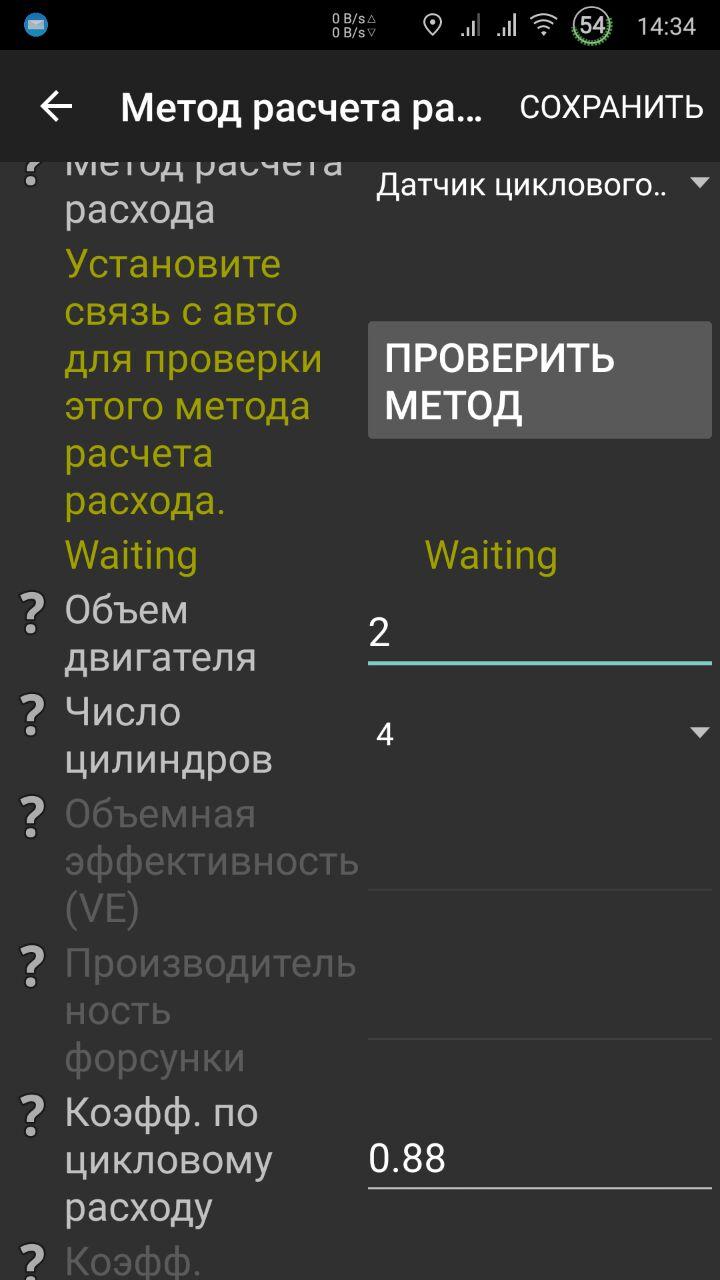 0 B/s△
0 B/s▽
54
14:34
Метод расчета ра...
СОХРАНИТЬ
? Метод расчета
расхода
Датчик циклового..
Установите
связь с авто
для проверки
этого метода
расчета
расхода.
ПРОВЕРИТЬ
МЕТОД
Waiting
Waiting
? Объем
двигателя
2
? Число
цилиндров
4
? Объемная
эффективность
(VE)
? Производитель
ность
форсунки
? Коэфф. по
цикловому
расходу
0.88
? Коэфф.